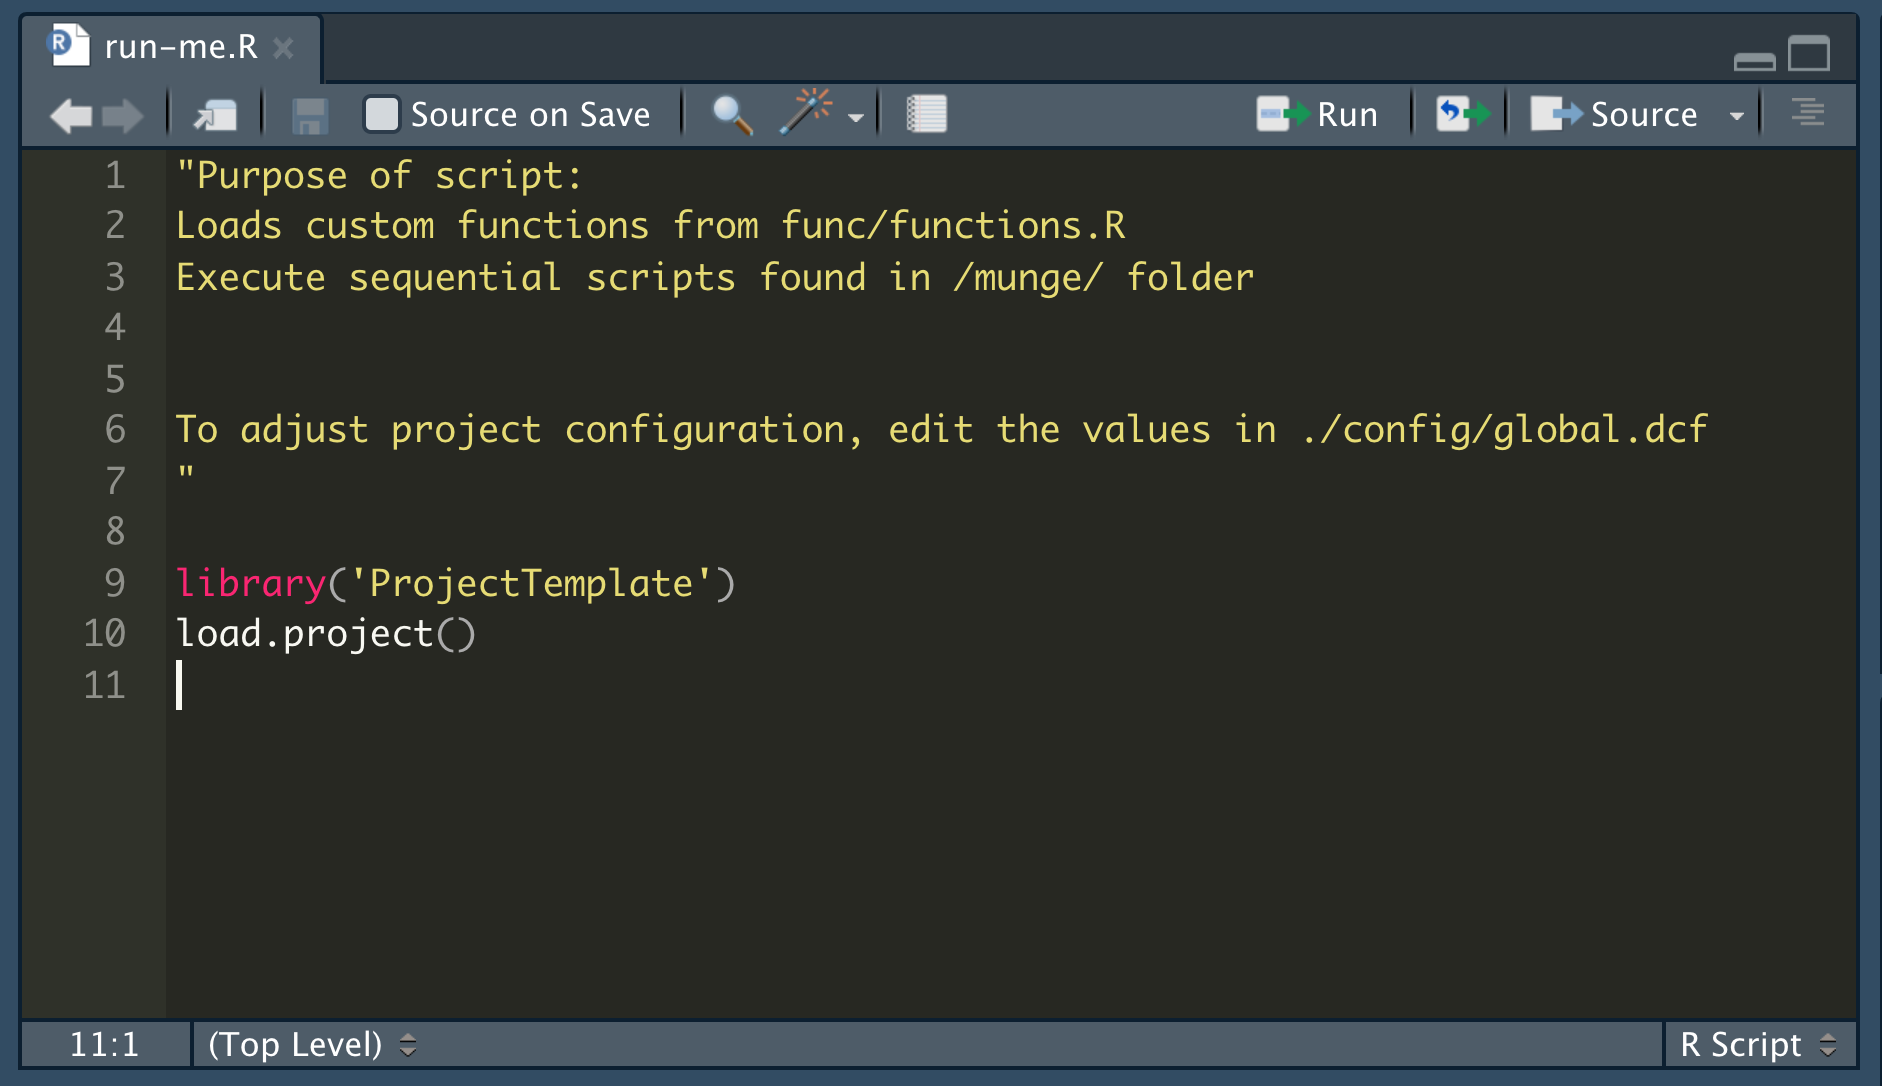 run-me.R
Source on Save
Run
Source
1 "Purpose of script:
2 Loads custom functions from func/functions.R
3 Execute sequential scripts found in /munge/ folder
4
5
6 To adjust project configuration, edit the values in ./config/global.dcf
7 "
8
9 library('ProjectTemplate')
10 load.project()
11
11:1 (Top Level) R Script